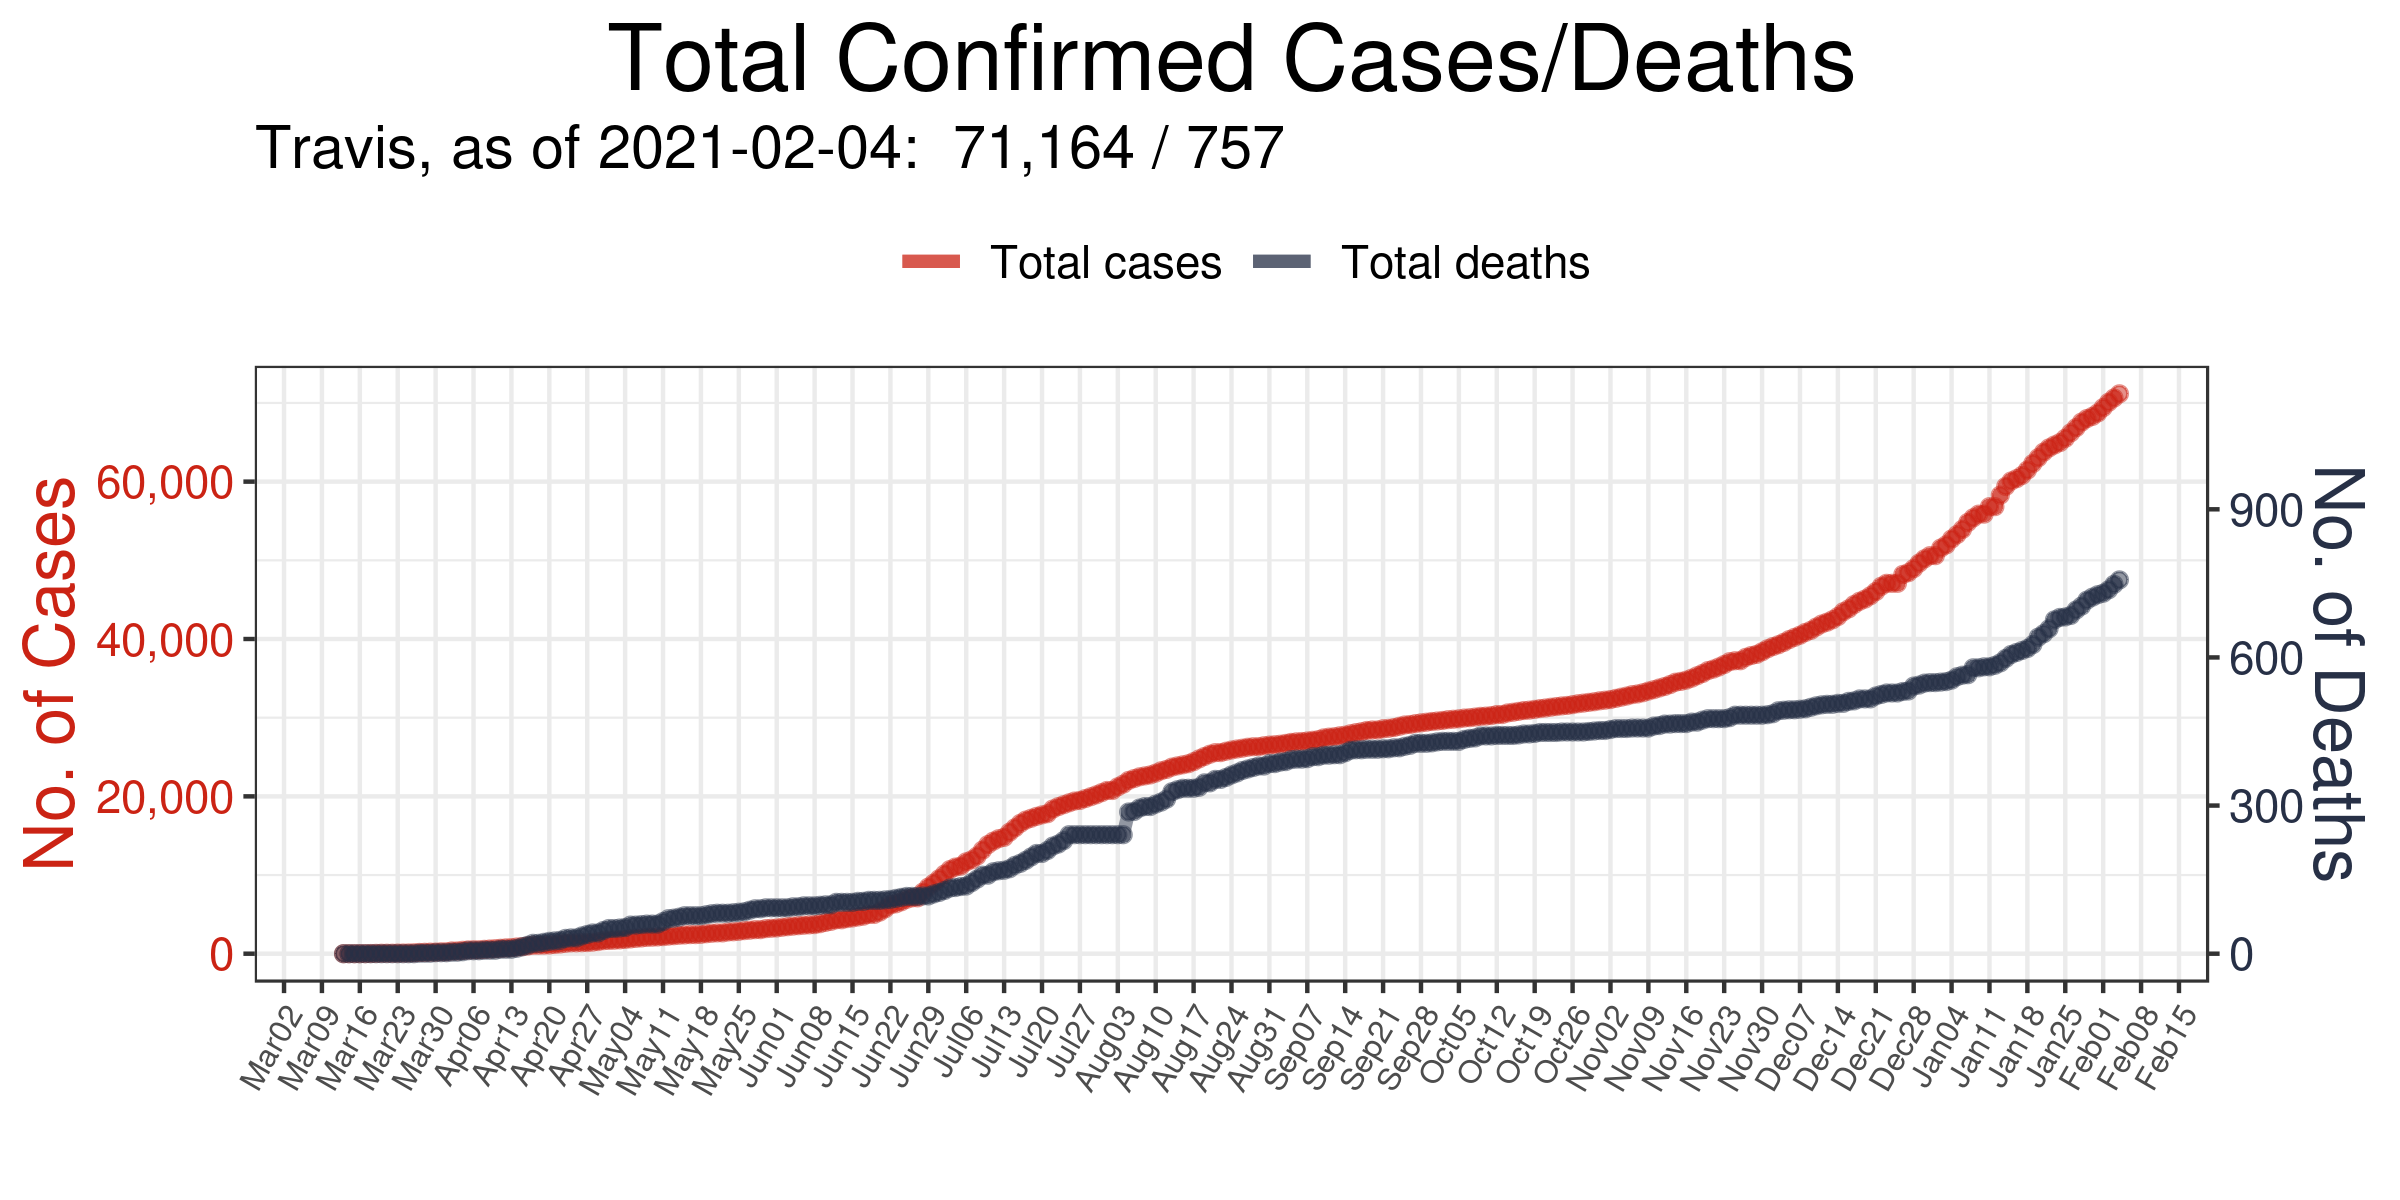 Total Confirmed Cases/Deaths
Travis, as of 2021-02-04:  71,164 / 757
Total cases
Total deaths
No. of Cases
60,000
40,000
20,000
0
No. of Deaths
900
600
300
0
Mar02
Mar09
Mar16
Mar23
Mar30
Apr06
Apr13
Apr20
Apr27
May04
May11
May18
May25
Jun01
Jun08
Jun15
Jun22
Jun29
Jul06
Jul13
Jul20
Jul27
Aug03
Aug10
Aug17
Aug24
Aug31
Sep07
Sep14
Sep21
Sep28
Oct05
Oct12
Oct19
Oct26
Nov02
Nov09
Nov16
Nov23
Nov30
Dec07
Dec14
Dec21
Dec28
Jan04
Jan11
Jan18
Jan25
Feb01
Feb08
Feb15